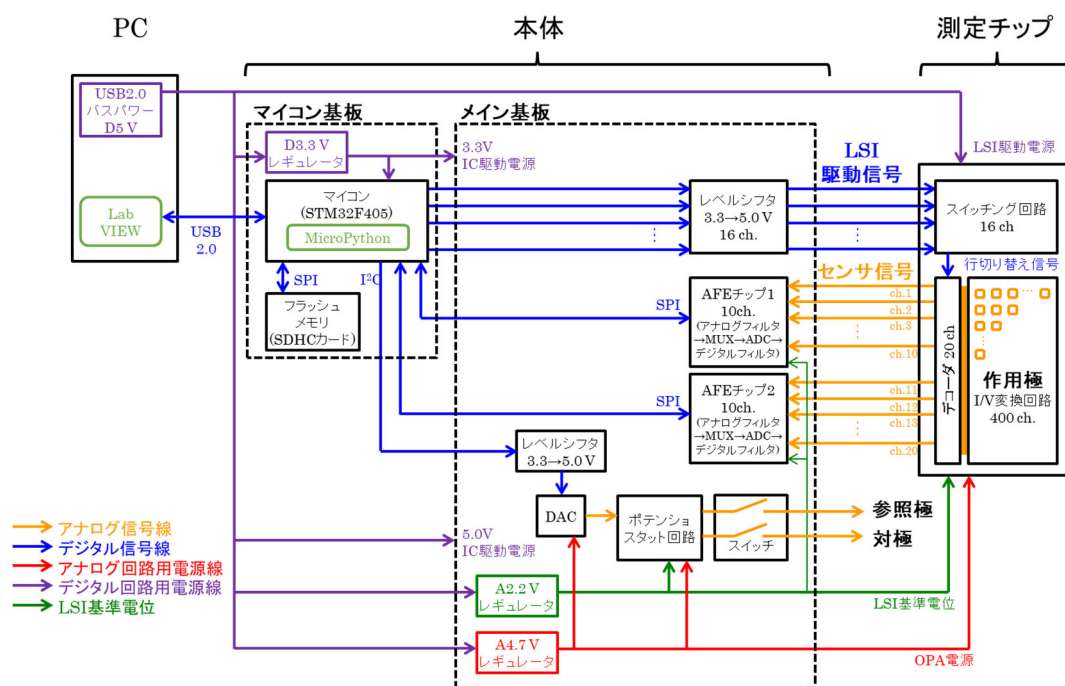 PC
本体
測定チップ
USB2.0
バスパワー
D5 V
マイコン基板
メイン基板
D3.3 V
レギュレータ
3.3V
IC駆動電源
LSI
駆動信号
LSI駆動電源
Lab
VIEW
USB
2.0
マイコン
(STM32F405)
MicroPython
レベルシフタ
3.3→5.0 V
16 ch.
スイッチング回路
16 ch
行切り替え信号
センサ信号
SPI
I²C
フラッシュ
メモリ
(SDHCカード)
SPI
AFEチップ1
10ch.
(アナログフィルタ
→MUX→ADC→
デジタルフィルタ)
ch.1
ch.2
ch.3
ch.10
デコーダ 20 ch
作用極
I/V変換回路
400 ch.
SPI
AFEチップ2
10ch.
(アナログフィルタ
→MUX→ADC→
デジタルフィルタ)
ch.11
ch.12
ch.13
ch.20
レベルシフタ
3.3→5.0 V
DAC
ポテンショ
スタット回路
スイッチ
参照極
対極
アナログ信号線
デジタル信号線
アナログ回路用電源線
デジタル回路用電源線
LSI基準電位
5.0V
IC駆動電源
A2.2 V
レギュレータ
LSI基準電位
A4.7 V
レギュレータ
OPA電源